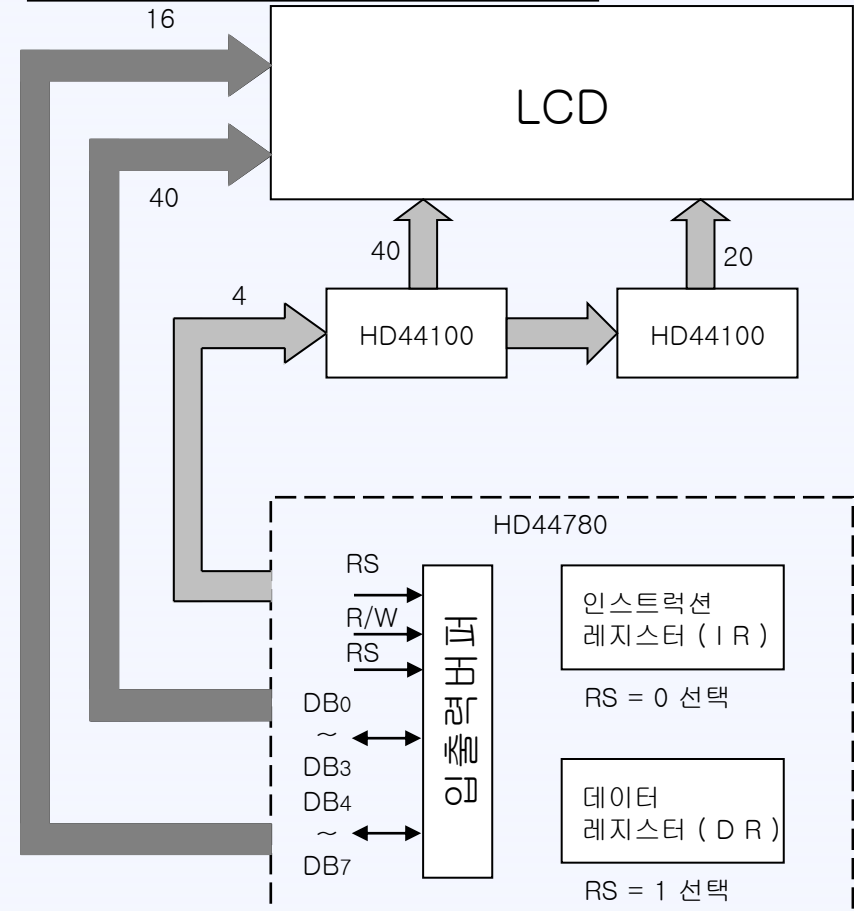 16
LCD
40
40
20
4
HD44100
HD44100
HD44780
RS
R/W
RS
입출력버퍼
인스트럭션
레지스터 ( I R )
RS = 0 선택
DB0
~
DB3
DB4
~
DB7
데이터
레지스터 ( D R )
RS = 1 선택